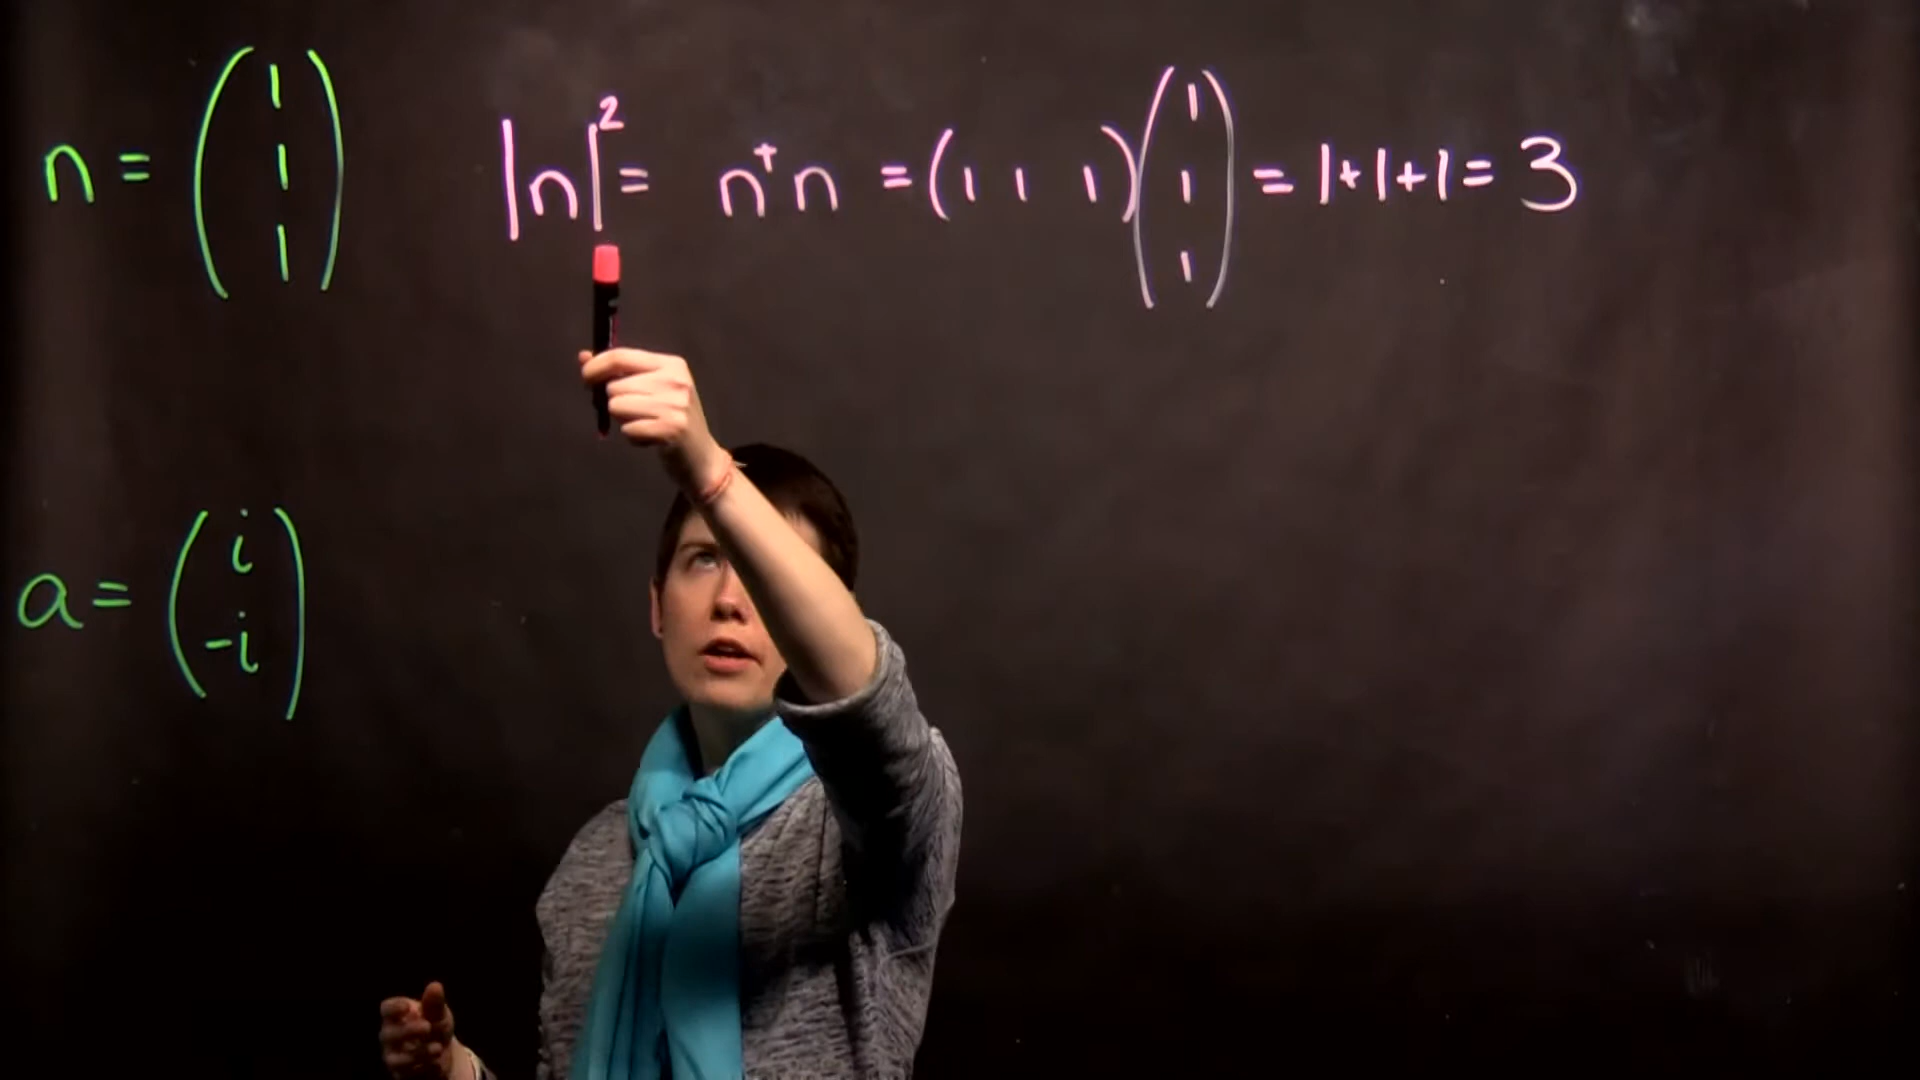 n = ( 1 1 1 )
|n|² = n⁺n = (1 1 1)( 1 1 1 ) = 1+1+1 = 3
a = ( i -i )